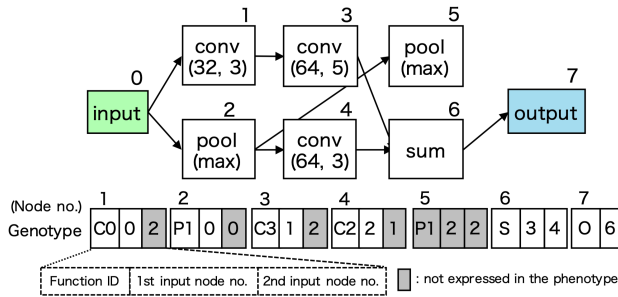 1 3 5
conv conv pool
(32, 3) (64, 5) (max)
0 7
input output
2 4 6
pool conv sum
(max) (64, 3)
1 2 3 4 5 6 7
(Node no.)
Genotype C0 0 2 P1 0 0 C3 1 2 C2 2 1 P1 2 2 S 3 4 O 6
Function ID 1st input node no. 2nd input node no. : not expressed in the phenotype